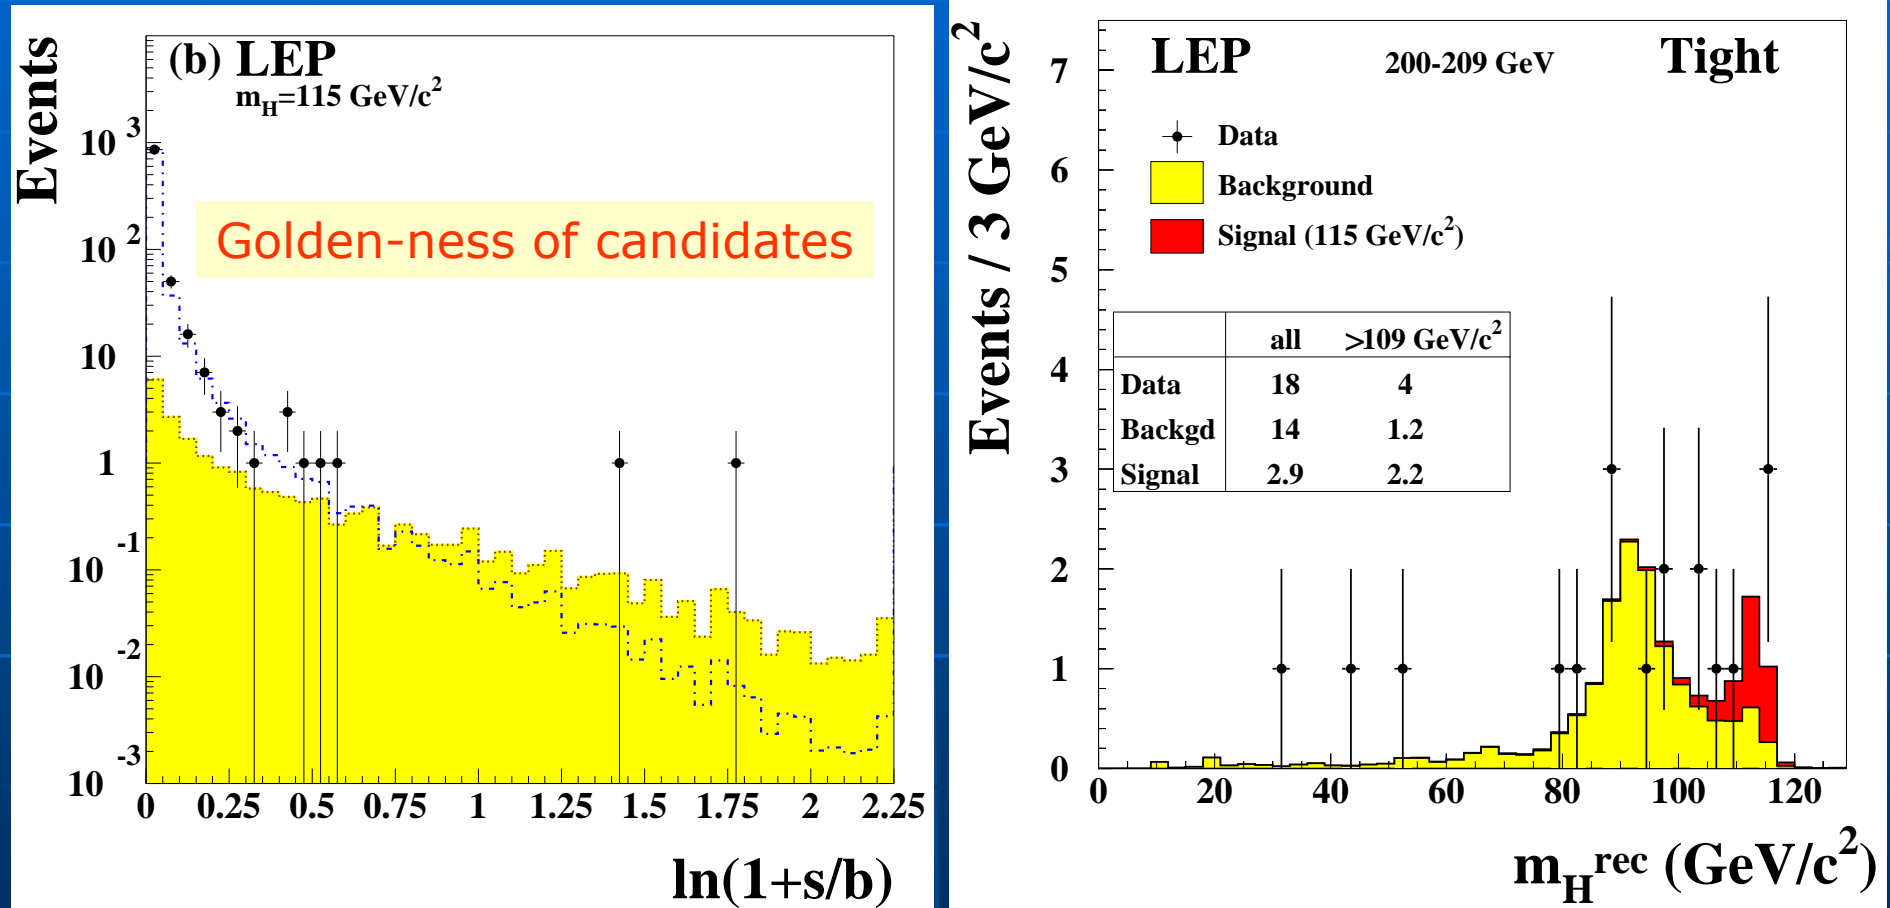 (b) LEP
m_H=115 GeV/c²
Events
10³
10²
10
1
10⁻¹
10⁻²
10⁻³
Golden-ness of candidates
0 0.25 0.5 0.75 1 1.25 1.5 1.75 2 2.25
ln(1+s/b)
Events / 3 GeV/c²
LEP 200-209 GeV Tight
Data
Background
Signal (115 GeV/c²)
all >109 GeV/c²
Data 18 4
Backgd 14 1.2
Signal 2.9 2.2
7
6
5
4
3
2
1
0
0 20 40 60 80 100 120
m_H^rec (GeV/c²)